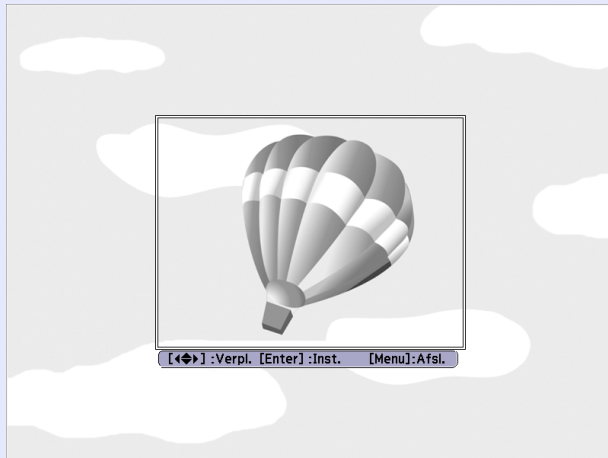 [◀◆▶] :Verpl. [Enter] :Inst. [Menu]:Afsl.